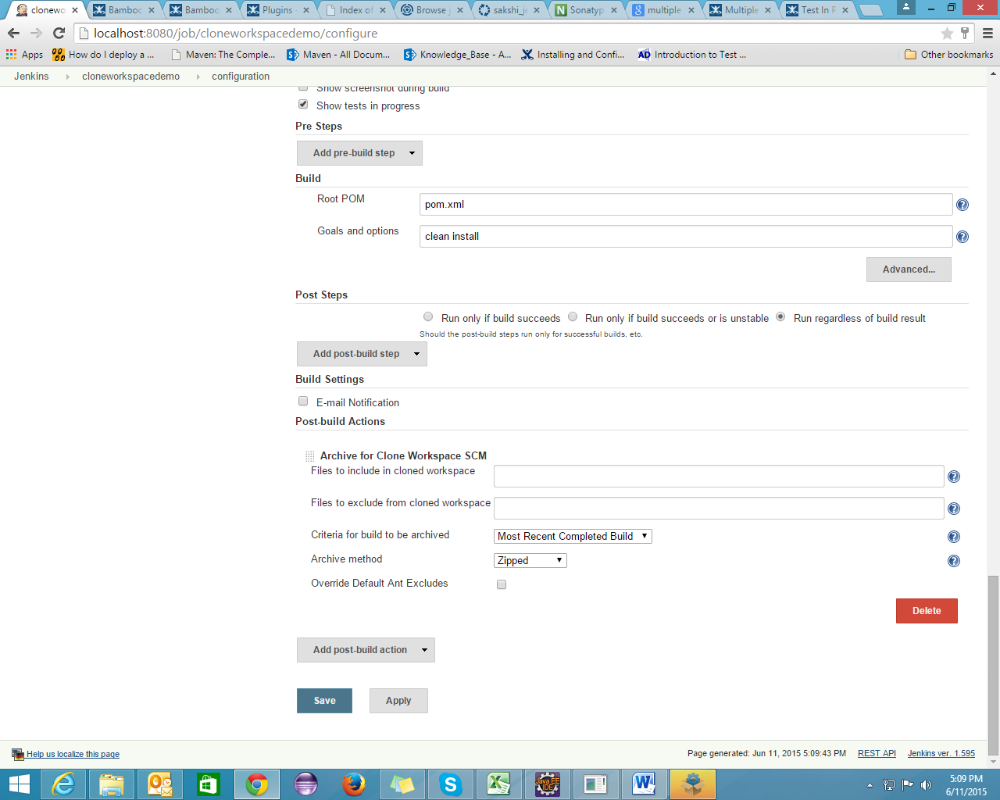 clonewo
Bamboo
Bamboo
Plugins
Index of
Browse J
sakshi_je
Sonatyp
multiple
Multiple
Test In P
localhost:8080/job/cloneworkspacedemo/configure
Apps
How do I deploy a ...
Maven: The Comple...
Maven - All Docum...
Knowledge_Base - A...
Installing and Confi...
AD Introduction to Test ...
Other bookmarks
Jenkins
cloneworkspacedemo
configuration
Show screenshot during build
Show tests in progress
Pre Steps
Add pre-build step
Build
Root POM
pom.xml
Goals and options
clean install
Advanced...
Post Steps
Run only if build succeeds
Run only if build succeeds or is unstable
Run regardless of build result
Should the post-build steps run only for successful builds, etc.
Add post-build step
Build Settings
E-mail Notification
Post-build Actions
Archive for Clone Workspace SCM
Files to include in cloned workspace
Files to exclude from cloned workspace
Criteria for build to be archived
Most Recent Completed Build
Archive method
Zipped
Override Default Ant Excludes
Delete
Add post-build action
Save
Apply
Help us localize this page
Page generated: Jun 11, 2015 5:09:43 PM
REST API
Jenkins ver. 1.595
Java EE
IDE
5:09 PM
6/11/2015